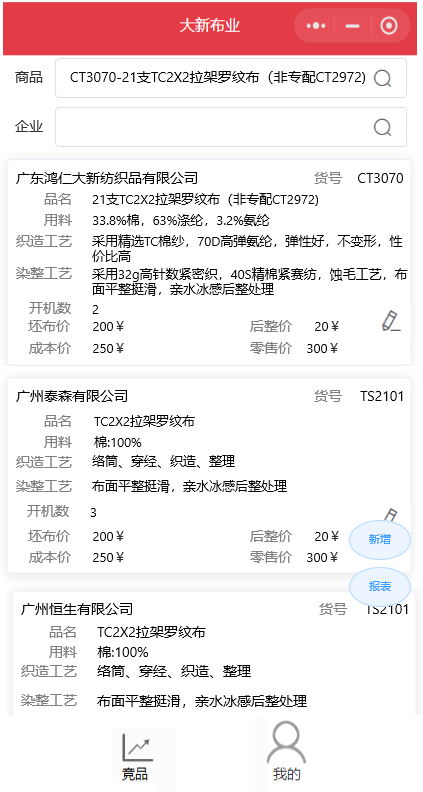 大新布业
商品 CT3070-21支TC2X2拉架罗纹布（非专配CT2972)
企业
广东鸿仁大新纺织品有限公司 货号 CT3070
品名 21支TC2X2拉架罗纹布（非专配CT2972)
用料 33.8%棉，63%涤纶，3.2%氨纶
织造工艺 采用精选TC棉纱，70D高弹氨纶，弹性好，不变形，性
价比高
染整工艺 采用32g高针数紧密织，40S精棉紧赛纺，蚀毛工艺，布
面平整挺滑，亲水冰感后整处理
开机数 2
坯布价 200￥ 后整价 20￥
成本价 250￥ 零售价 300￥
广州泰森有限公司 货号 TS2101
品名 TC2X2拉架罗纹布
用料 棉:100%
织造工艺 络筒、穿经、织造、整理
染整工艺 布面平整挺滑，亲水冰感后整处理
开机数 3
坯布价 200￥ 后整价 20￥
新增
成本价 250￥ 零售价 300￥
报表
广州恒生有限公司 货号 TS2101
品名 TC2X2拉架罗纹布
用料 棉:100%
织造工艺 络筒、穿经、织造、整理
染整工艺 布面平整挺滑，亲水冰感后整处理
竞品 我的